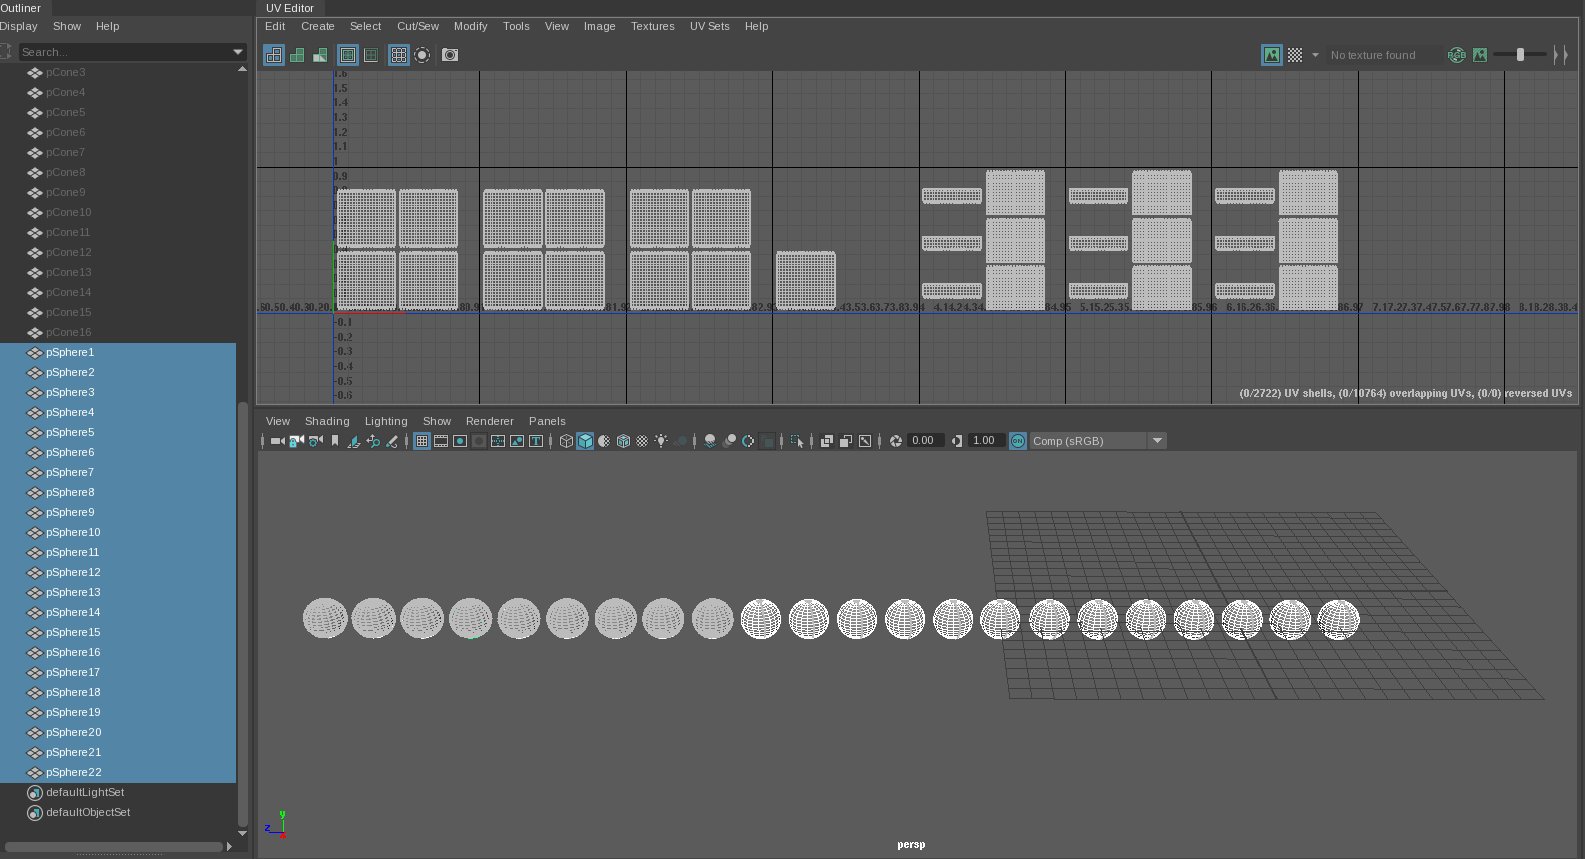 Outliner
UV Editor
Display Show Help
Edit Create Select Cut/Sew Modify Tools View Image Textures UV Sets Help
Search...
No texture found
RGB
pCone3
pCone4
pCone5
pCone6
pCone7
pCone8
pCone9
pCone10
pCone11
pCone12
pCone13
pCone14
pCone15
pCone16
pSphere1
pSphere2
pSphere3
pSphere4
pSphere5
pSphere6
pSphere7
pSphere8
pSphere9
pSphere10
pSphere11
pSphere12
pSphere13
pSphere14
pSphere15
pSphere16
pSphere17
pSphere18
pSphere19
pSphere20
pSphere21
pSphere22
defaultLightSet
defaultObjectSet
1.6
1.5
1.4
1.3
1.2
1.1
1
0.9
-0.1
-0.2
-0.3
-0.4
-0.5
-0.6
(0/2722) UV shells, (0/10764) overlapping UVs, (0/0) reversed UVs
View Shading Lighting Show Renderer Panels
0.00 1.00 ON Comp (sRGB)
y
z
persp